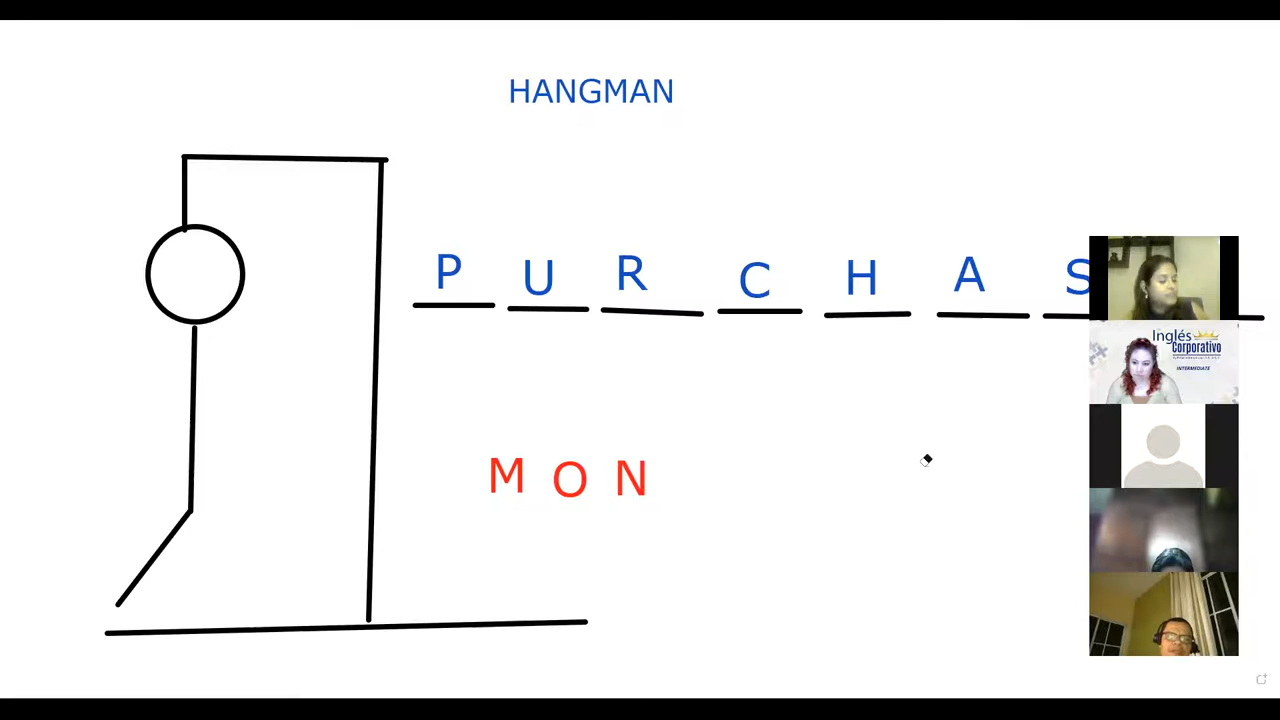 HANGMAN
P U R C H A S
M O N
Inglés
Corporativo
INTERMEDIATE